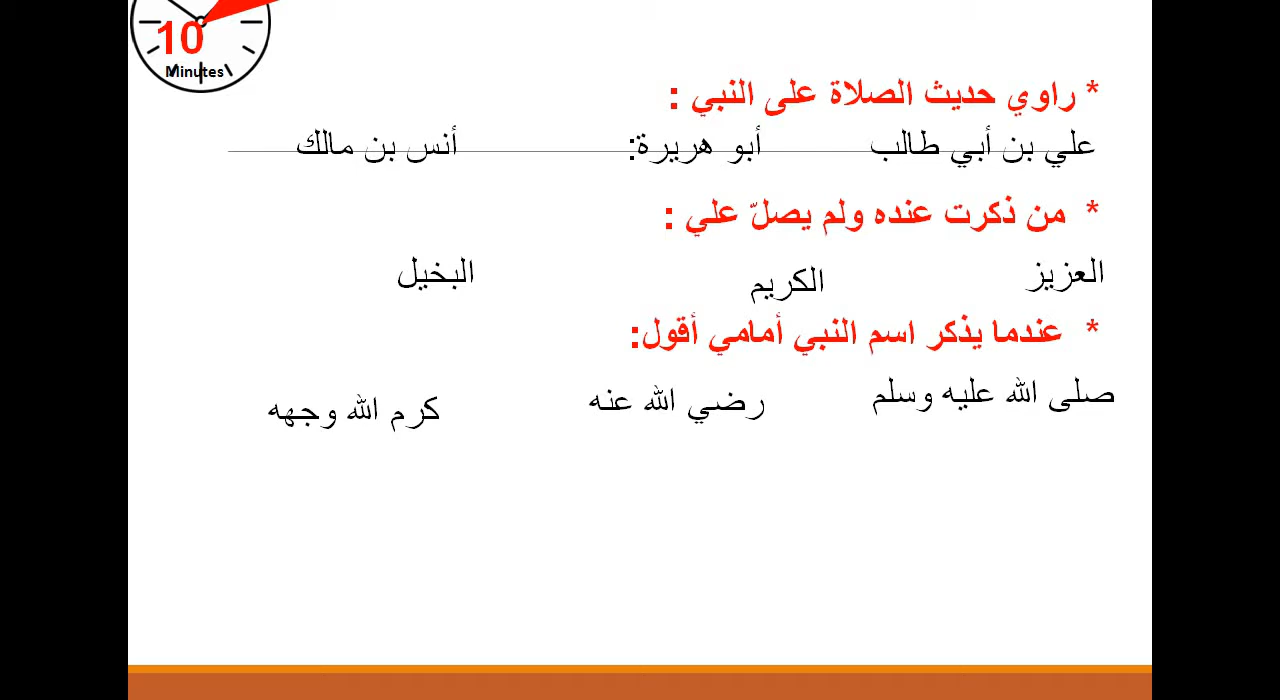 10
Minutes
* راوي حديث الصلاة على النبي :
علي بن أبي طالب أبو هريرة: أنس بن مالك
* من ذكرت عنده ولم يصلّ علي :
العزيز الكريم البخيل
* عندما يذكر اسم النبي أمامي أقول:
صلى الله عليه وسلم رضي الله عنه كرم الله وجهه